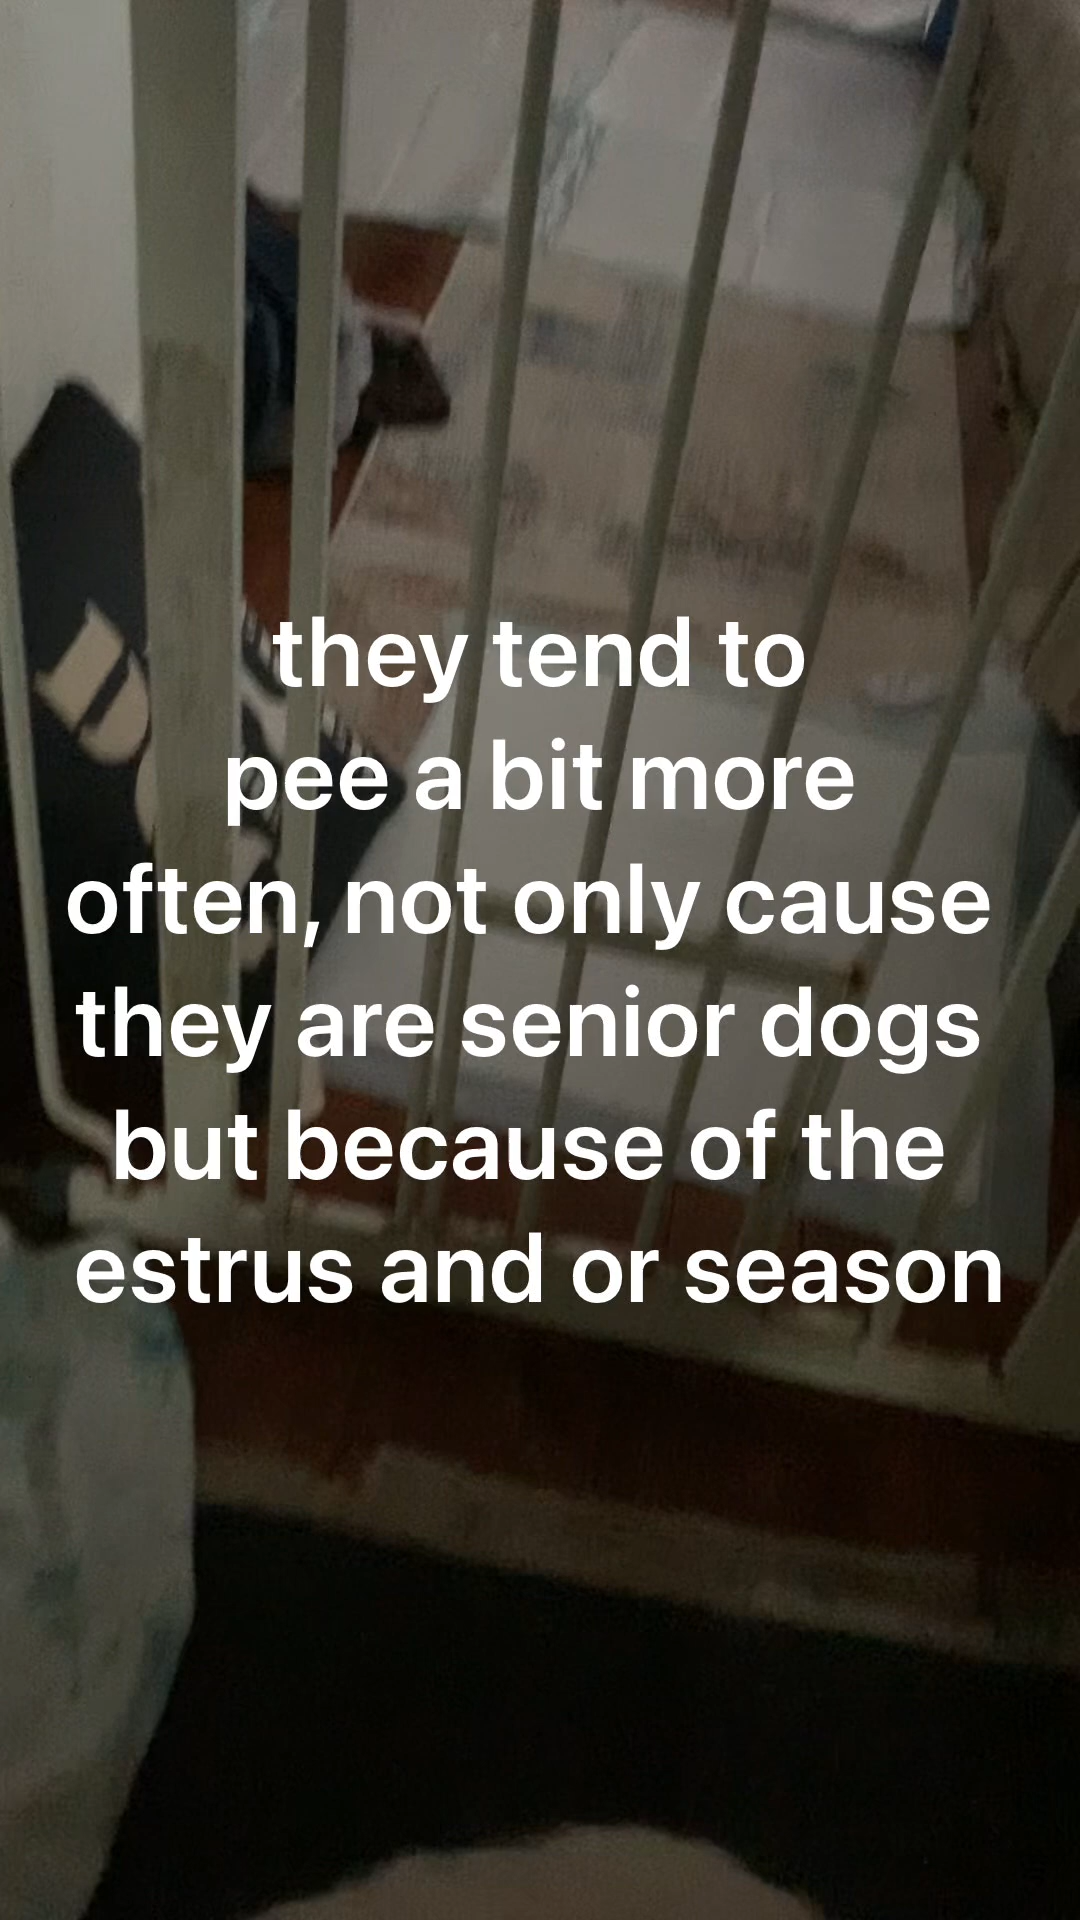 they tend to
pee a bit more
often, not only cause
they are senior dogs
but because of the
estrus and or season